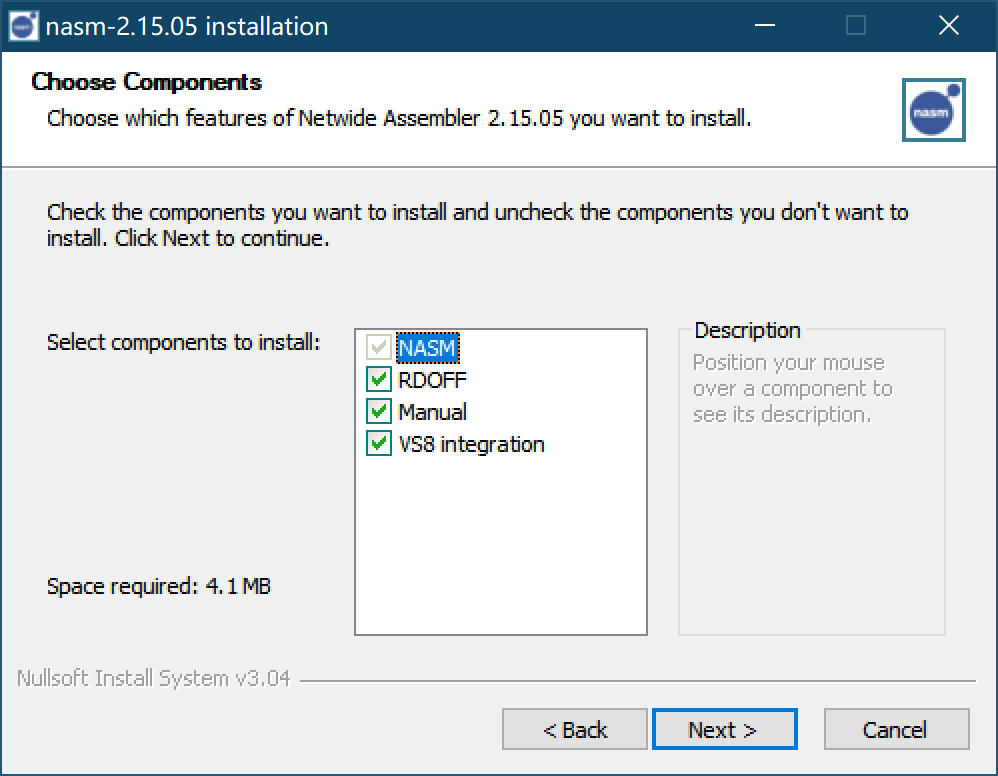 nasm-2.15.05 installation
Choose Components
Choose which features of Netwide Assembler 2.15.05 you want to install.
nasm
Check the components you want to install and uncheck the components you don't want to
install. Click Next to continue.
Select components to install:
NASM
RDOFF
Manual
VS8 integration
Description
Position your mouse
over a component to
see its description.
Space required: 4.1 MB
Nullsoft Install System v3.04
< Back
Next >
Cancel